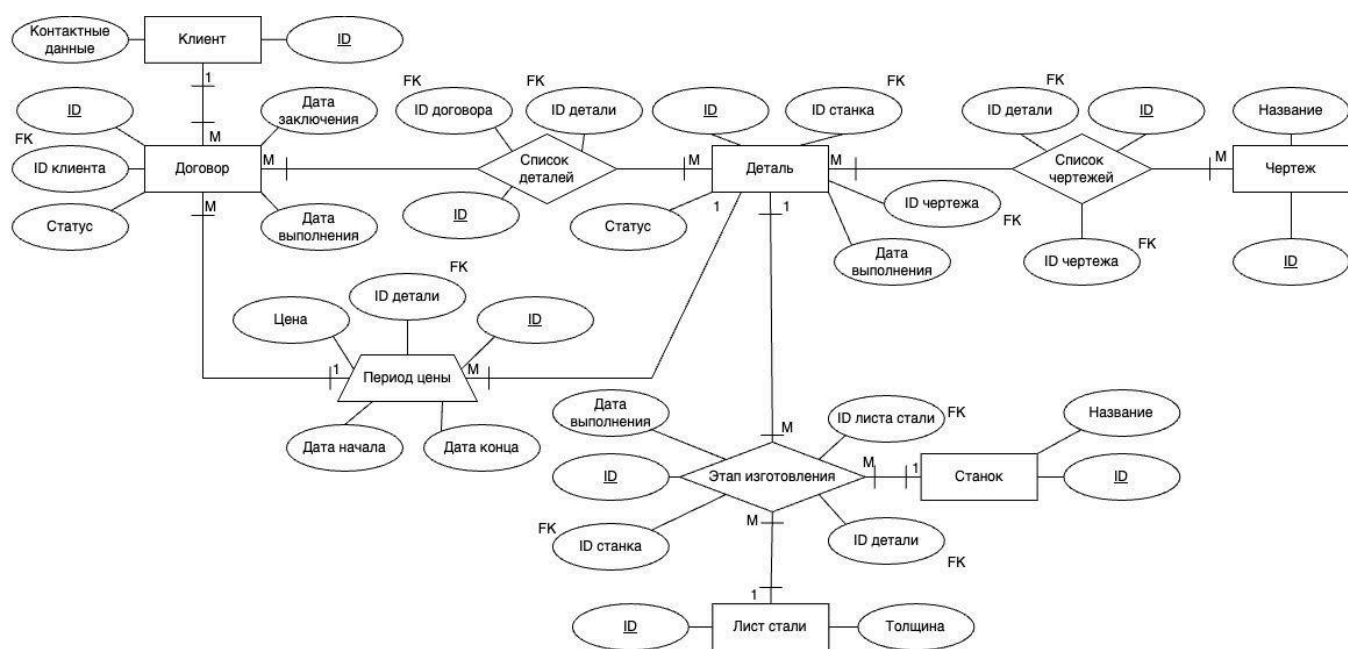 Контактные
данные
Клиент
ID
1
M
FK
ID
Дата
заключения
ID клиента
Договор
Статус
Дата
выполнения
M
M
FK
ID договора
FK
ID детали
Список
деталей
ID
M
ID
FK
ID станка
Деталь
Статус
1
1
ID чертежа
FK
Дата
выполнения
M
FK
ID детали
ID
Список
чертежей
ID чертежа
FK
M
Название
Чертеж
ID
FK
ID детали
Цена
ID
Период цены
1
M
Дата начала
Дата конца
Дата
выполнения
M
ID листа стали
FK
ID
Этап изготовления
M
1
Станок
Название
ID
FK
ID станка
M
ID детали
FK
1
ID
Лист стали
Толщина